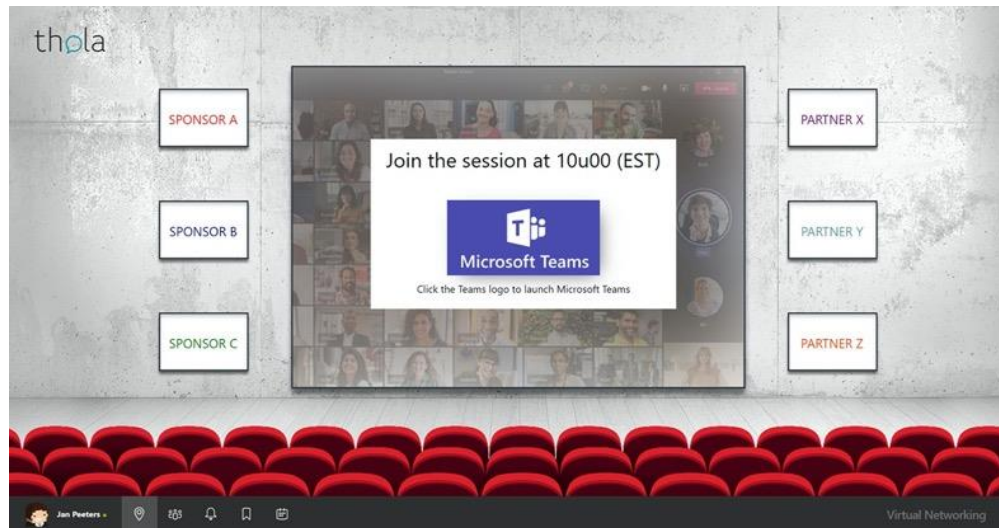 thola
SPONSOR A
SPONSOR B
SPONSOR C
Join the session at 10u00 (EST)
Microsoft Teams
Click the Teams logo to launch Microsoft Teams
PARTNER X
PARTNER Y
PARTNER Z
Jan Peeters
Virtual Networking